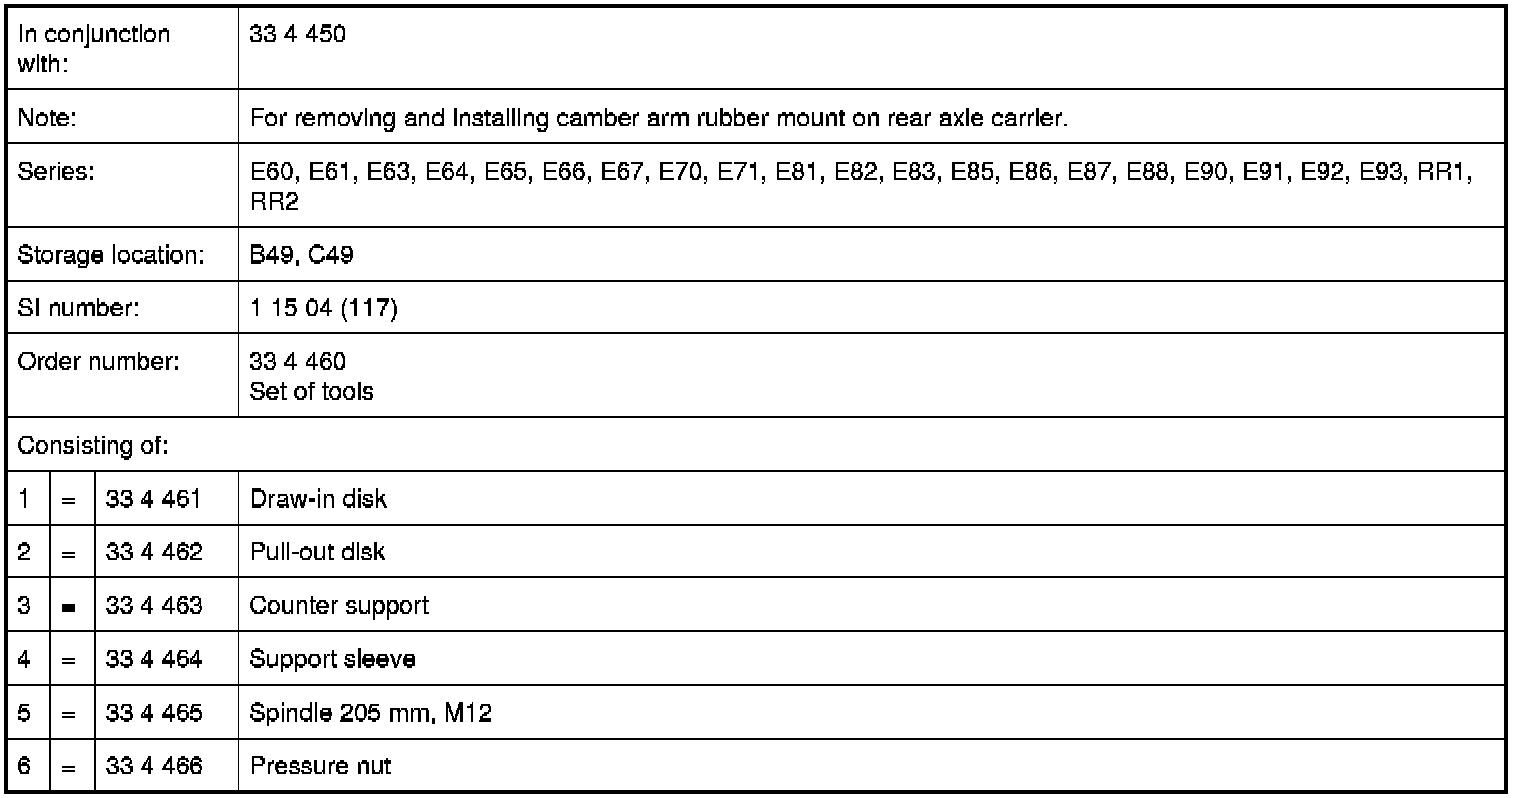 In conjunction 33 4 450
with:
Note: For removing and installing camber arm rubber mount on rear axle carrier.
Series: E60, E61, E63, E64, E65, E66, E67, E70, E71, E81, E82, E83, E85, E86, E87, E88, E90, E91, E92, E93, RR1,
RR2
Storage location: B49, C49
SI number: 1 15 04 (117)
Order number: 33 4 460
Set of tools
Consisting of:
1 = 33 4 461 Draw-in disk
2 = 33 4 462 Pull-out disk
3 = 33 4 463 Counter support
4 = 33 4 464 Support sleeve
5 = 33 4 465 Spindle 205 mm, M12
6 = 33 4 466 Pressure nut